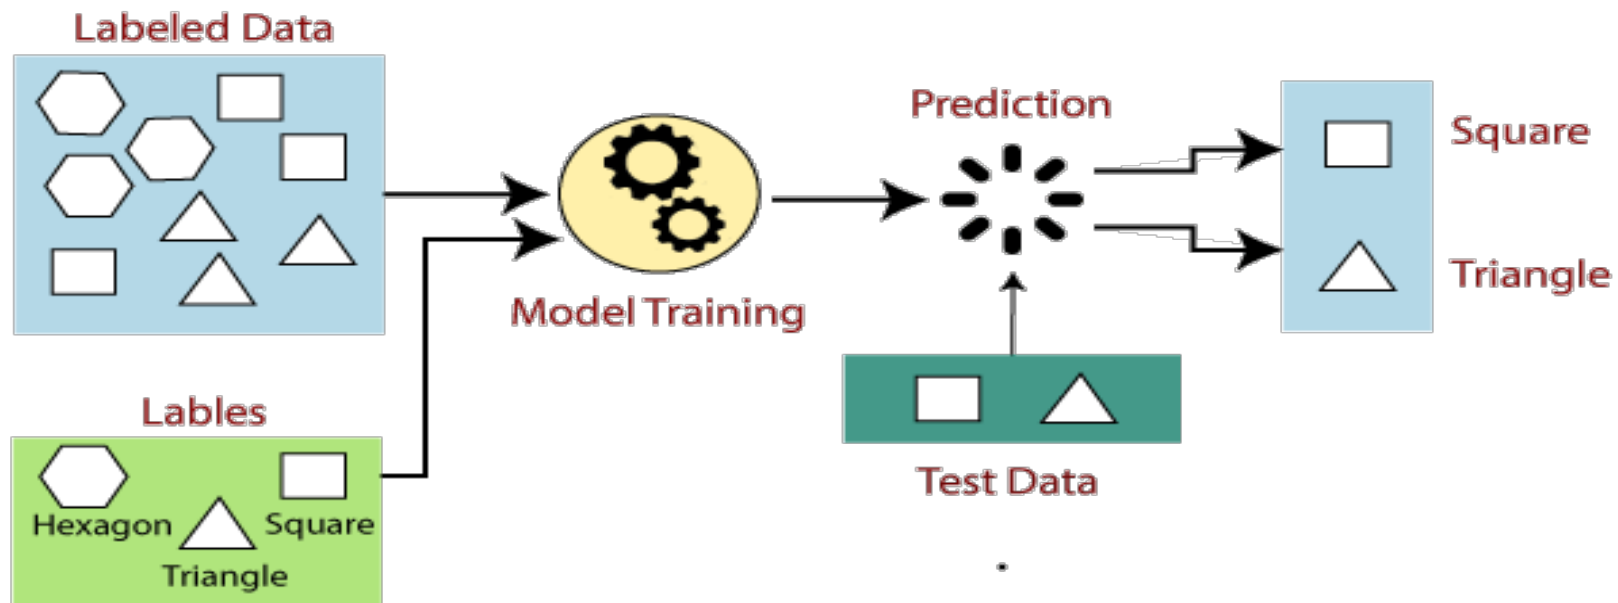 Labeled Data
Prediction
Square
Triangle
Model Training
Lables
Hexagon
Square
Triangle
Test Data